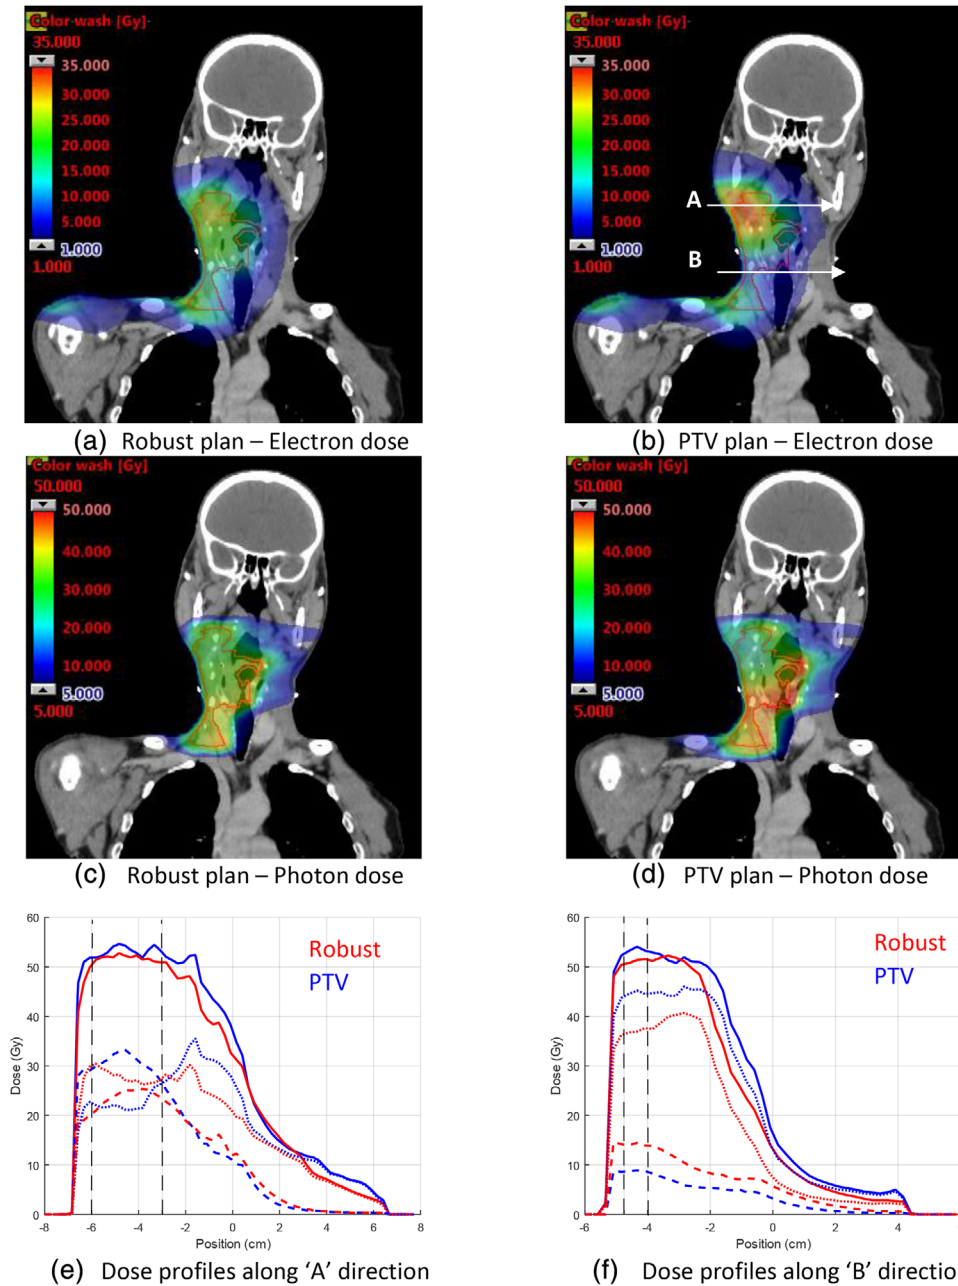 Color wash [Gy]
35.000
35.000
30.000
25.000
20.000
15.000
10.000
5.000
1.000
1.000
(a) Robust plan – Electron dose
Color wash [Gy]
35.000
35.000
30.000
25.000
20.000
15.000
10.000
5.000
1.000
1.000
A
B
(b) PTV plan – Electron dose
Color wash [Gy]
50.000
50.000
40.000
30.000
20.000
10.000
5.000
5.000
(c) Robust plan – Photon dose
Color wash [Gy]
50.000
50.000
40.000
30.000
20.000
10.000
5.000
5.000
(d) PTV plan – Photon dose
60
50
40
30
20
10
0
Dose (Gy)
Robust
PTV
-8 -6 -4 -2 0 2 4 6 8
Position (cm)
(e) Dose profiles along ‘A’ direction
60
50
40
30
20
10
0
Dose (Gy)
Robust
PTV
-6 -4 -2 0 2 4
Position (cm)
(f) Dose profiles along ‘B’ directio